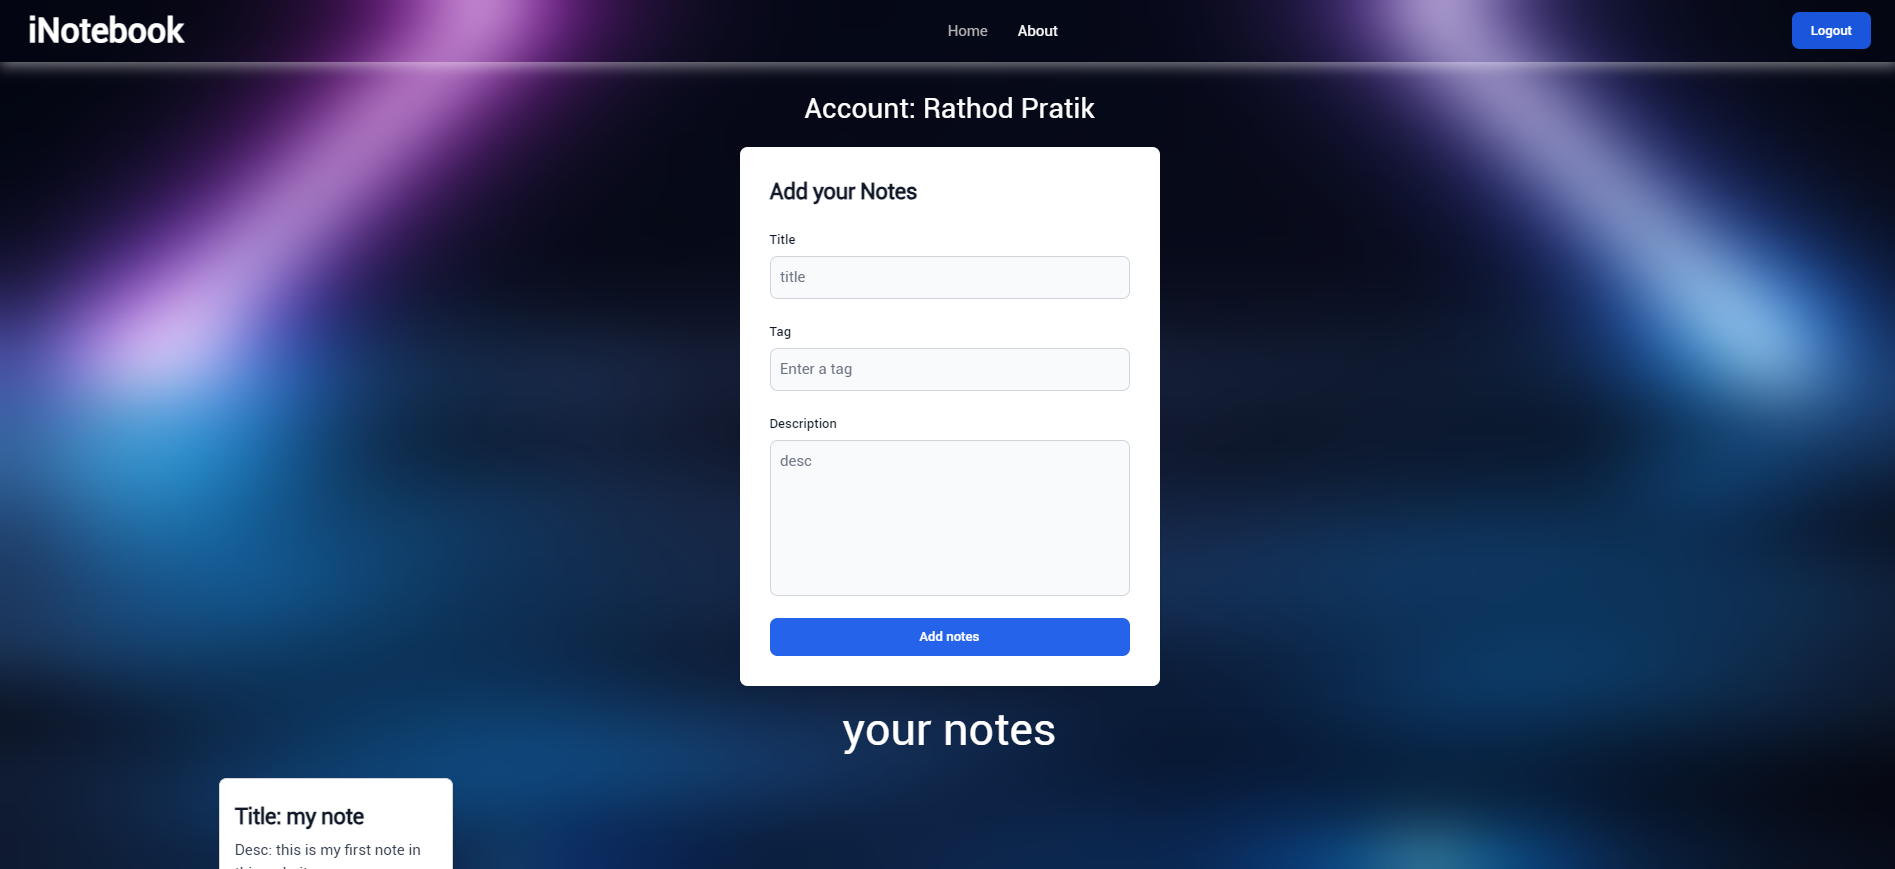 iNotebook
Home
About
Logout
Account: Rathod Pratik
Add your Notes
Title
title
Tag
Enter a tag
Description
desc
Add notes
your notes
Title: my note
Desc: this is my first note in